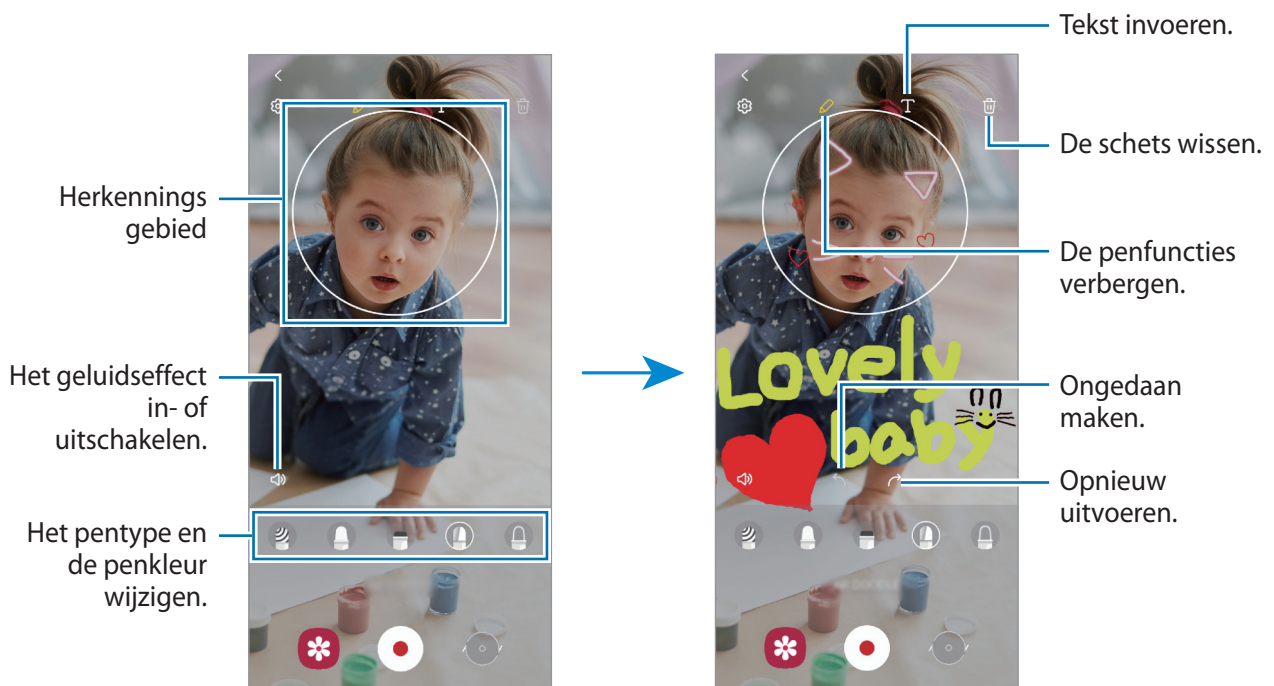 Tekst invoeren.
De schets wissen.
Herkennings
gebied
De penfuncties
verbergen.
Het geluidseffect
in- of
uitschakelen.
Lovely
baby
Ongedaan
maken.
Opnieuw
uitvoeren.
Het pentype en
de penkleur
wijzigen.